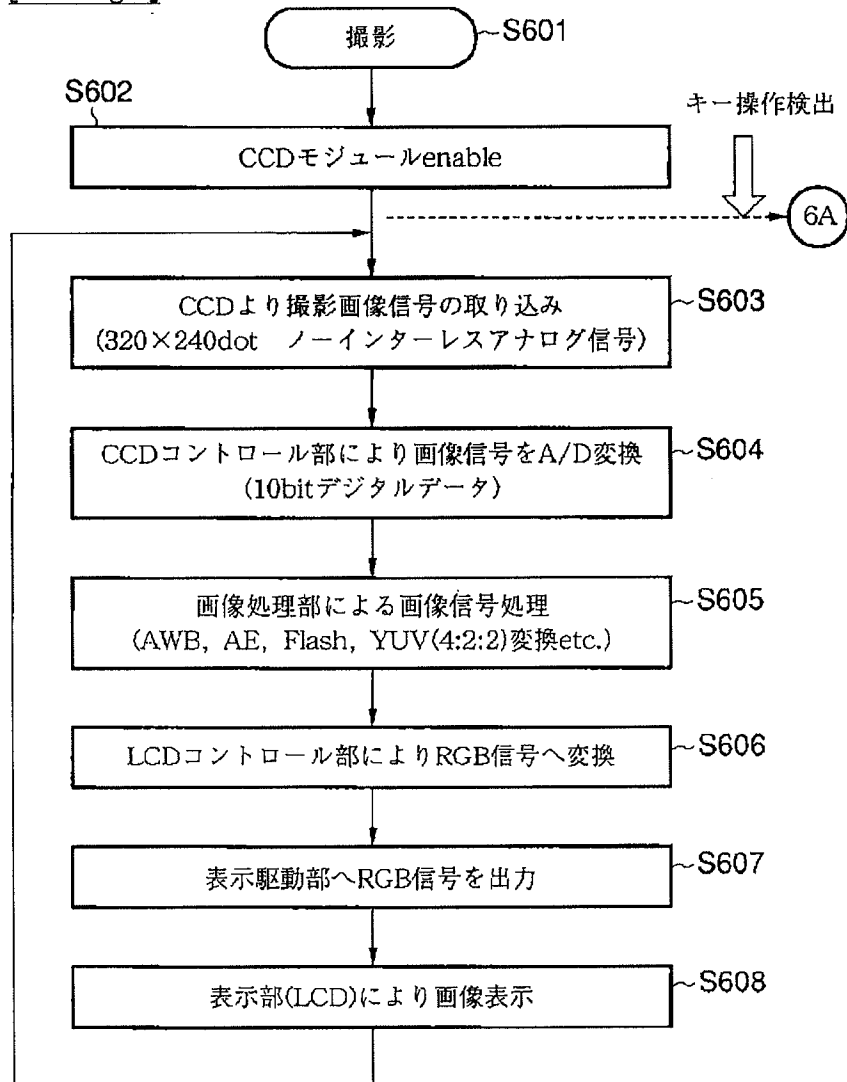 撮影
S601
S602
キー操作検出
CCDモジュールenable
6A
CCDより撮影画像信号の取り込み
(320×240dot　ノーインターレスアナログ信号)
S603
CCDコントロール部により画像信号をA/D変換
(10bitデジタルデータ)
S604
画像処理部による画像信号処理
(AWB, AE, Flash, YUV(4:2:2)変換etc.)
S605
LCDコントロール部によりRGB信号へ変換
S606
表示駆動部へRGB信号を出力
S607
表示部(LCD)により画像表示
S608